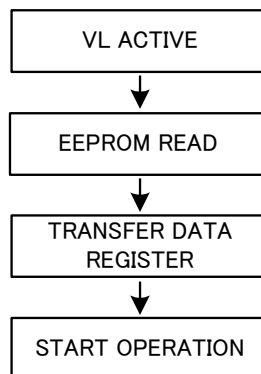 VL ACTIVE
EEPROM READ
TRANSFER DATA
REGISTER
START OPERATION